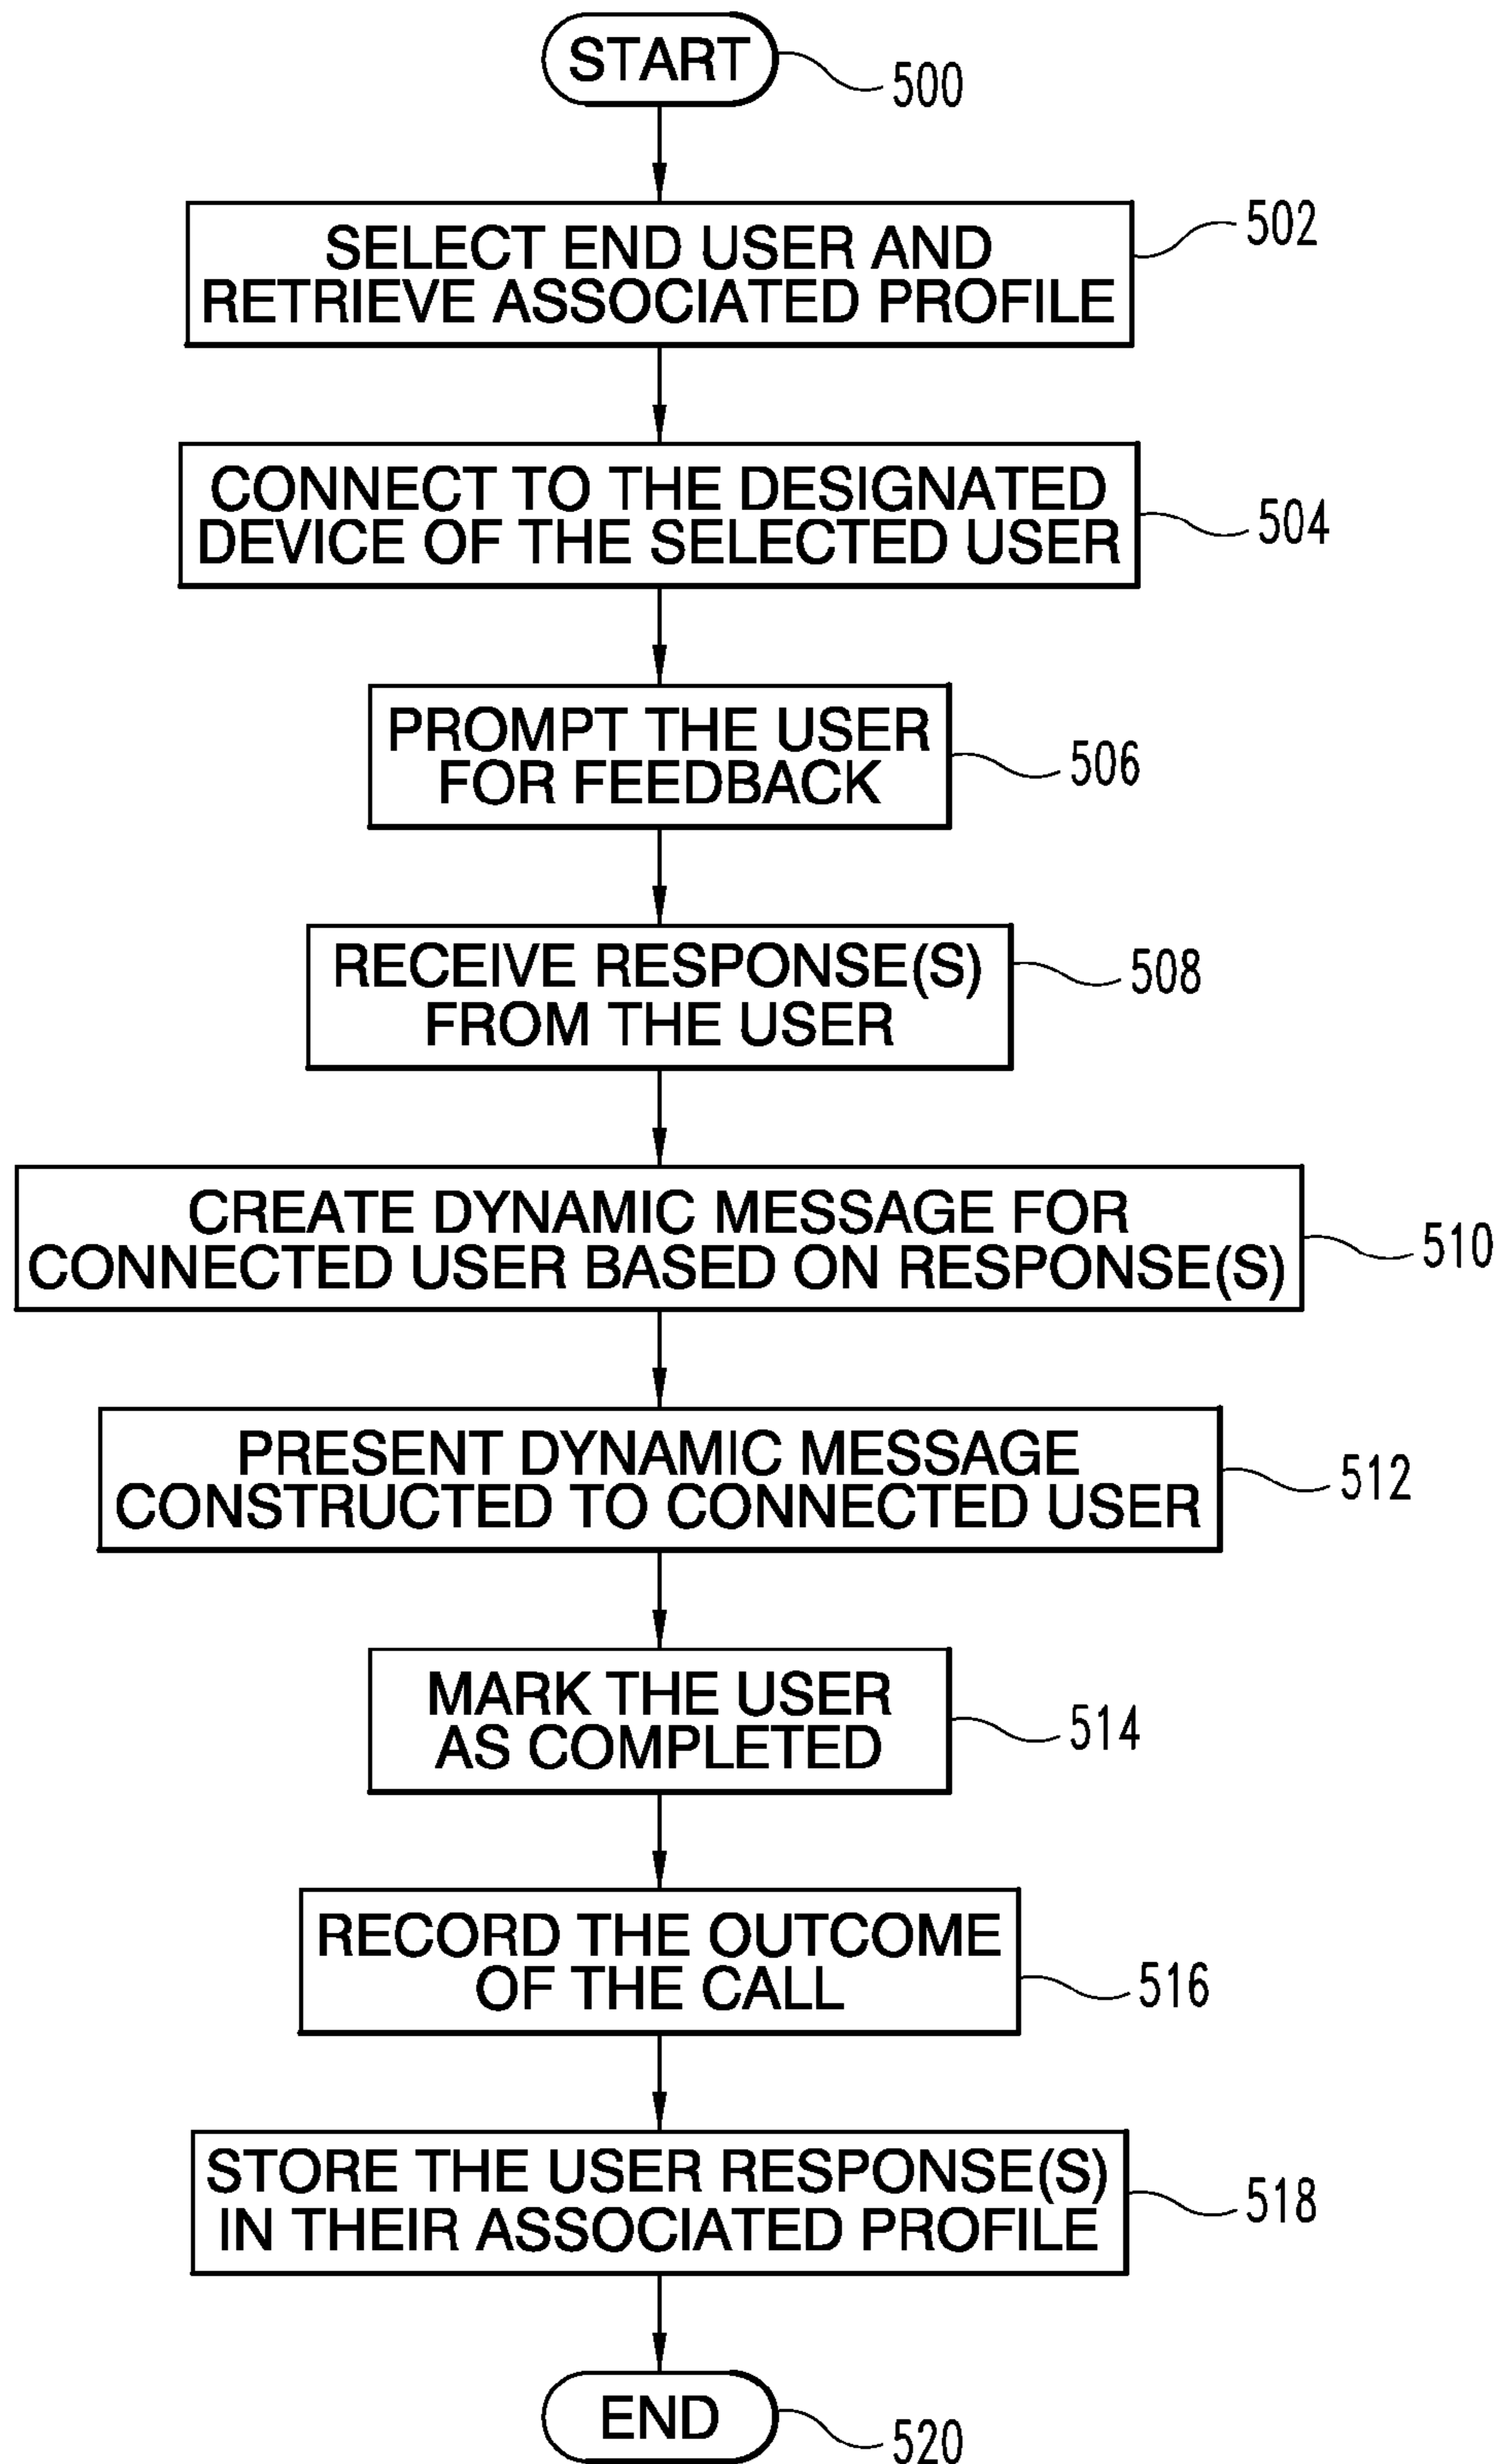 START
500
SELECT END USER AND
RETRIEVE ASSOCIATED PROFILE
502
CONNECT TO THE DESIGNATED
DEVICE OF THE SELECTED USER
504
PROMPT THE USER
FOR FEEDBACK
506
RECEIVE RESPONSE(S)
FROM THE USER
508
CREATE DYNAMIC MESSAGE FOR
CONNECTED USER BASED ON RESPONSE(S)
510
PRESENT DYNAMIC MESSAGE
CONSTRUCTED TO CONNECTED USER
512
MARK THE USER
AS COMPLETED
514
RECORD THE OUTCOME
OF THE CALL
516
STORE THE USER RESPONSE(S)
IN THEIR ASSOCIATED PROFILE
518
END
520